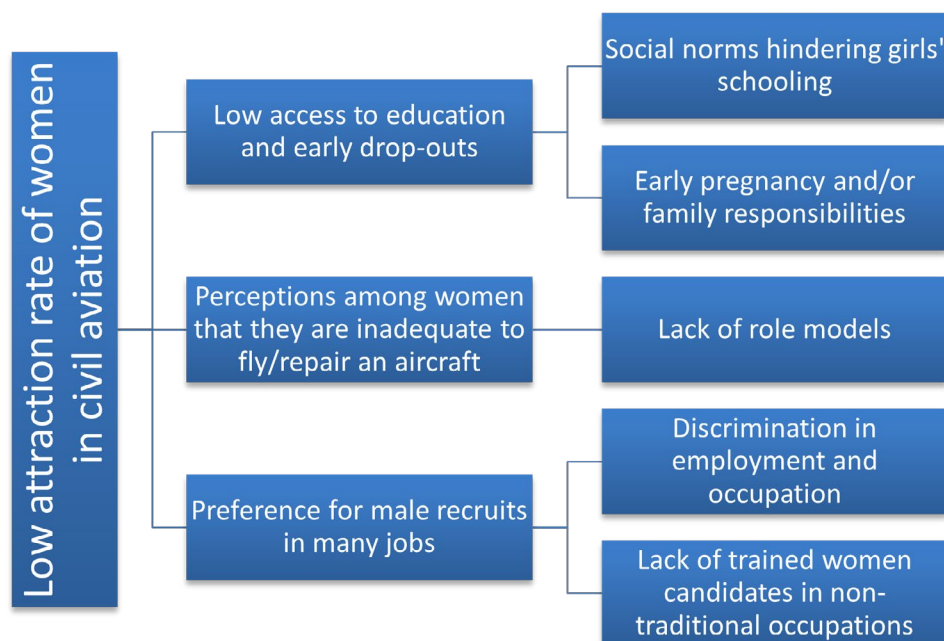 Low attraction rate of women
in civil aviation
Low access to education
and early drop-outs
Social norms hindering girls'
schooling
Early pregnancy and/or
family responsibilities
Perceptions among women
that they are inadequate to
fly/repair an aircraft
Lack of role models
Preference for male recruits
in many jobs
Discrimination in
employment and
occupation
Lack of trained women
candidates in non-
traditional occupations